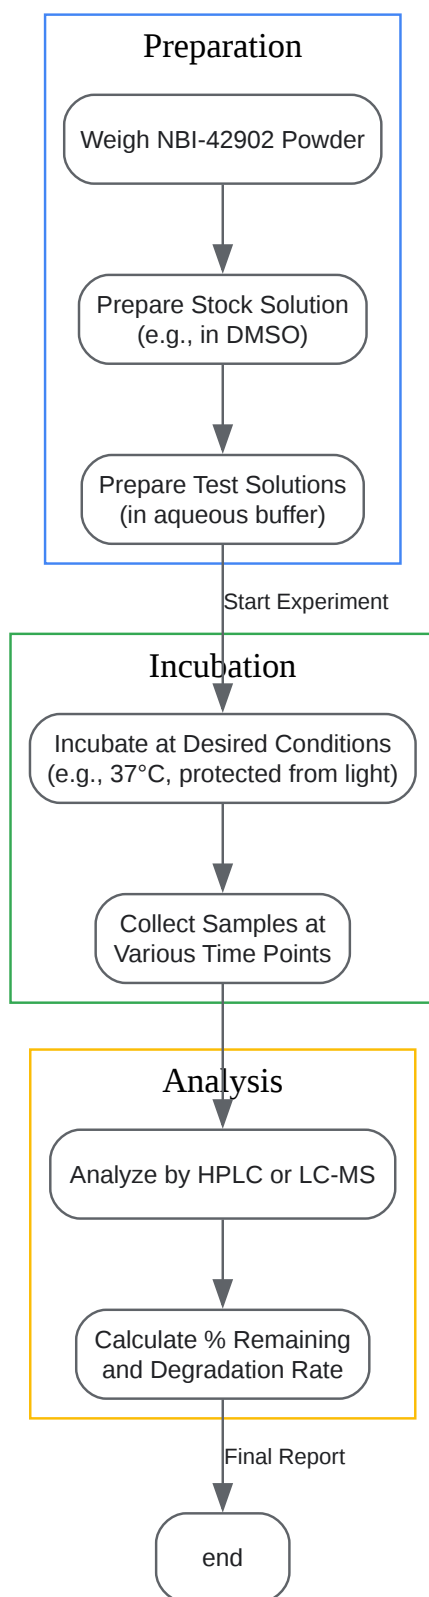 Preparation
Weigh NBI-42902 Powder
Prepare Stock Solution
(e.g., in DMSO)
Prepare Test Solutions
(in aqueous buffer)
Start Experiment
Incubation
Incubate at Desired Conditions
(e.g., 37°C, protected from light)
Collect Samples at
Various Time Points
Analysis
Analyze by HPLC or LC-MS
Calculate % Remaining
and Degradation Rate
Final Report
end